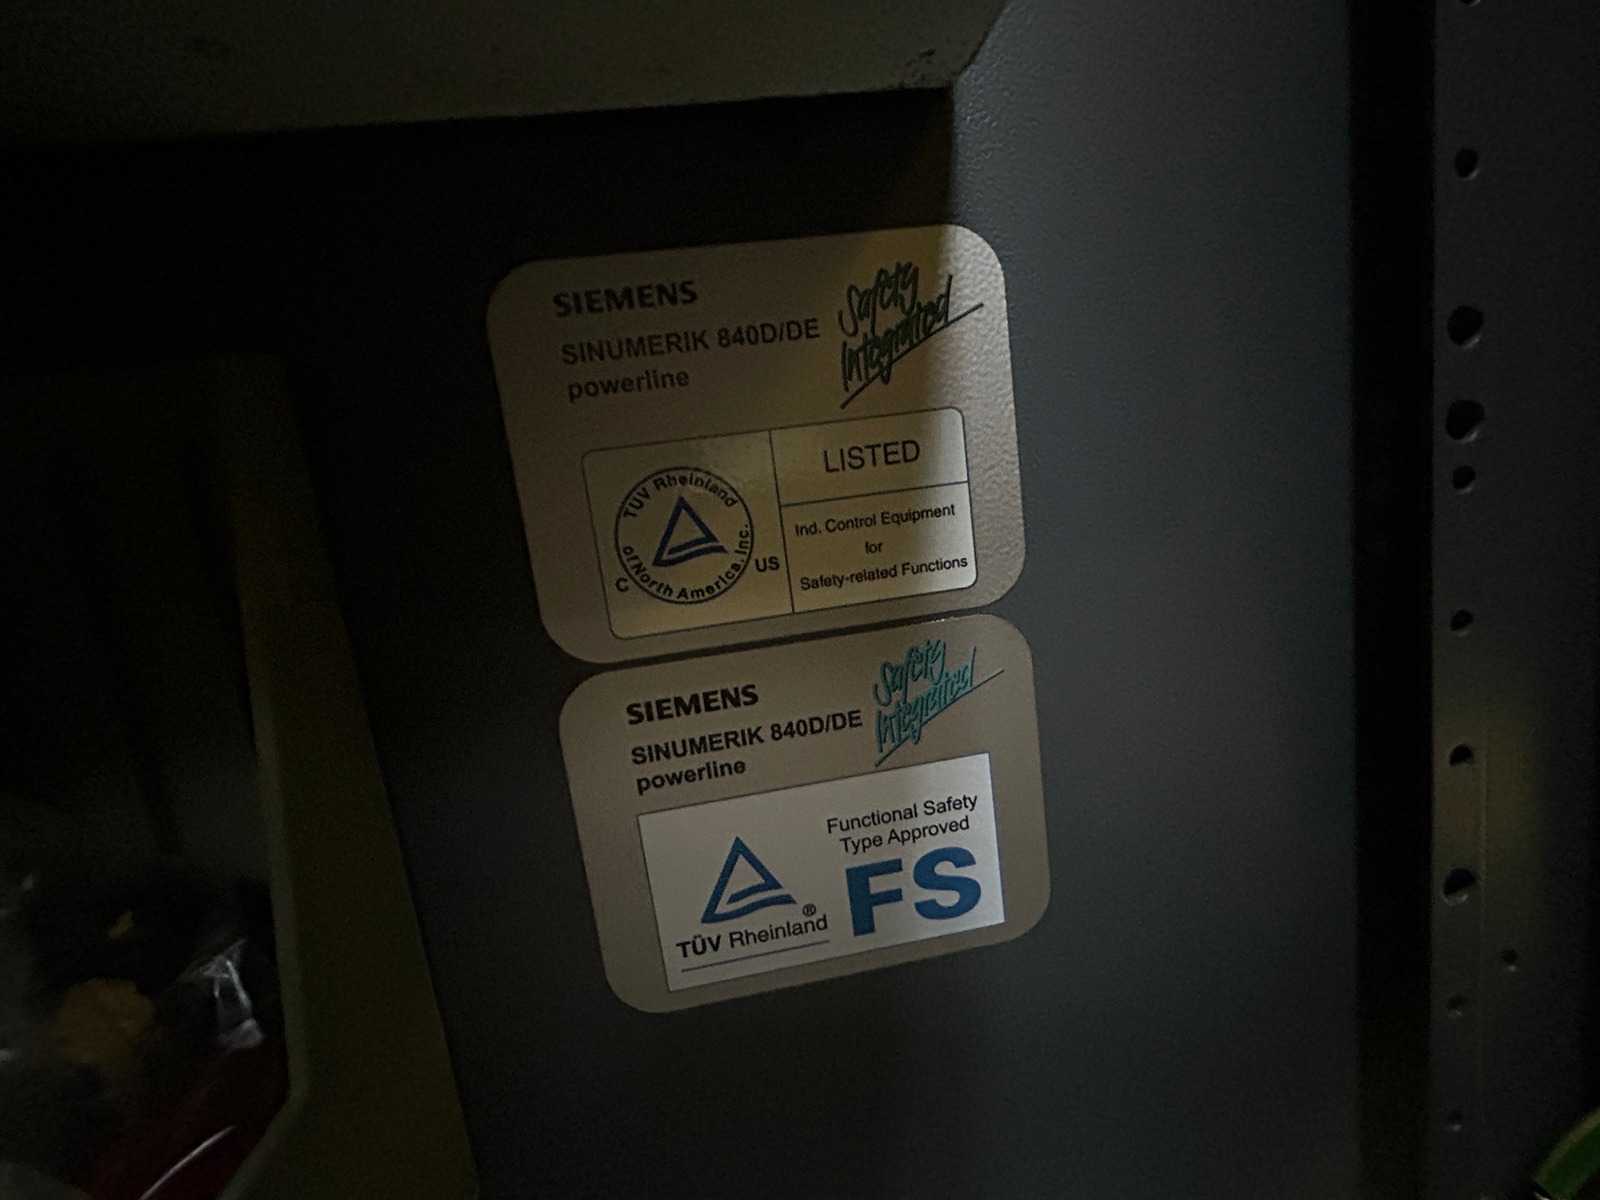 SIEMENS
SINUMERIK 840D/DE
powerline
Safety
Integrated
TÜV Rheinland
of North America, Inc.
C
US
LISTED
Ind. Control Equipment
for
Safety-related Functions
SIEMENS
SINUMERIK 840D/DE
powerline
Safety
Integrated
Functional Safety
Type Approved
FS
®
TÜV Rheinland